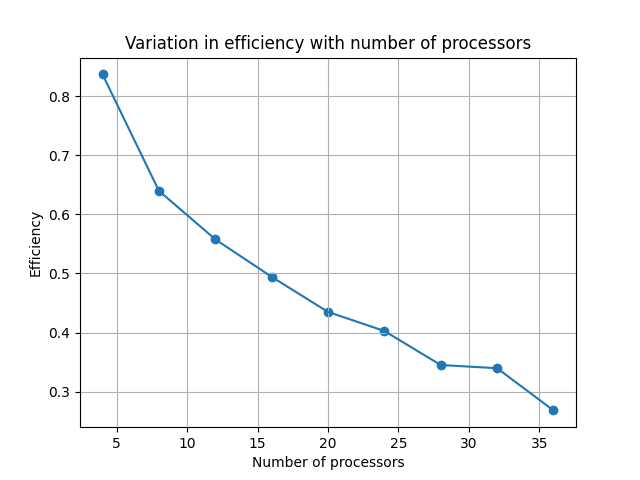 Variation in efficiency with number of processors
0.8
0.7
0.6
0.5
0.4
0.3
Efficiency
5 10 15 20 25 30 35
Number of processors